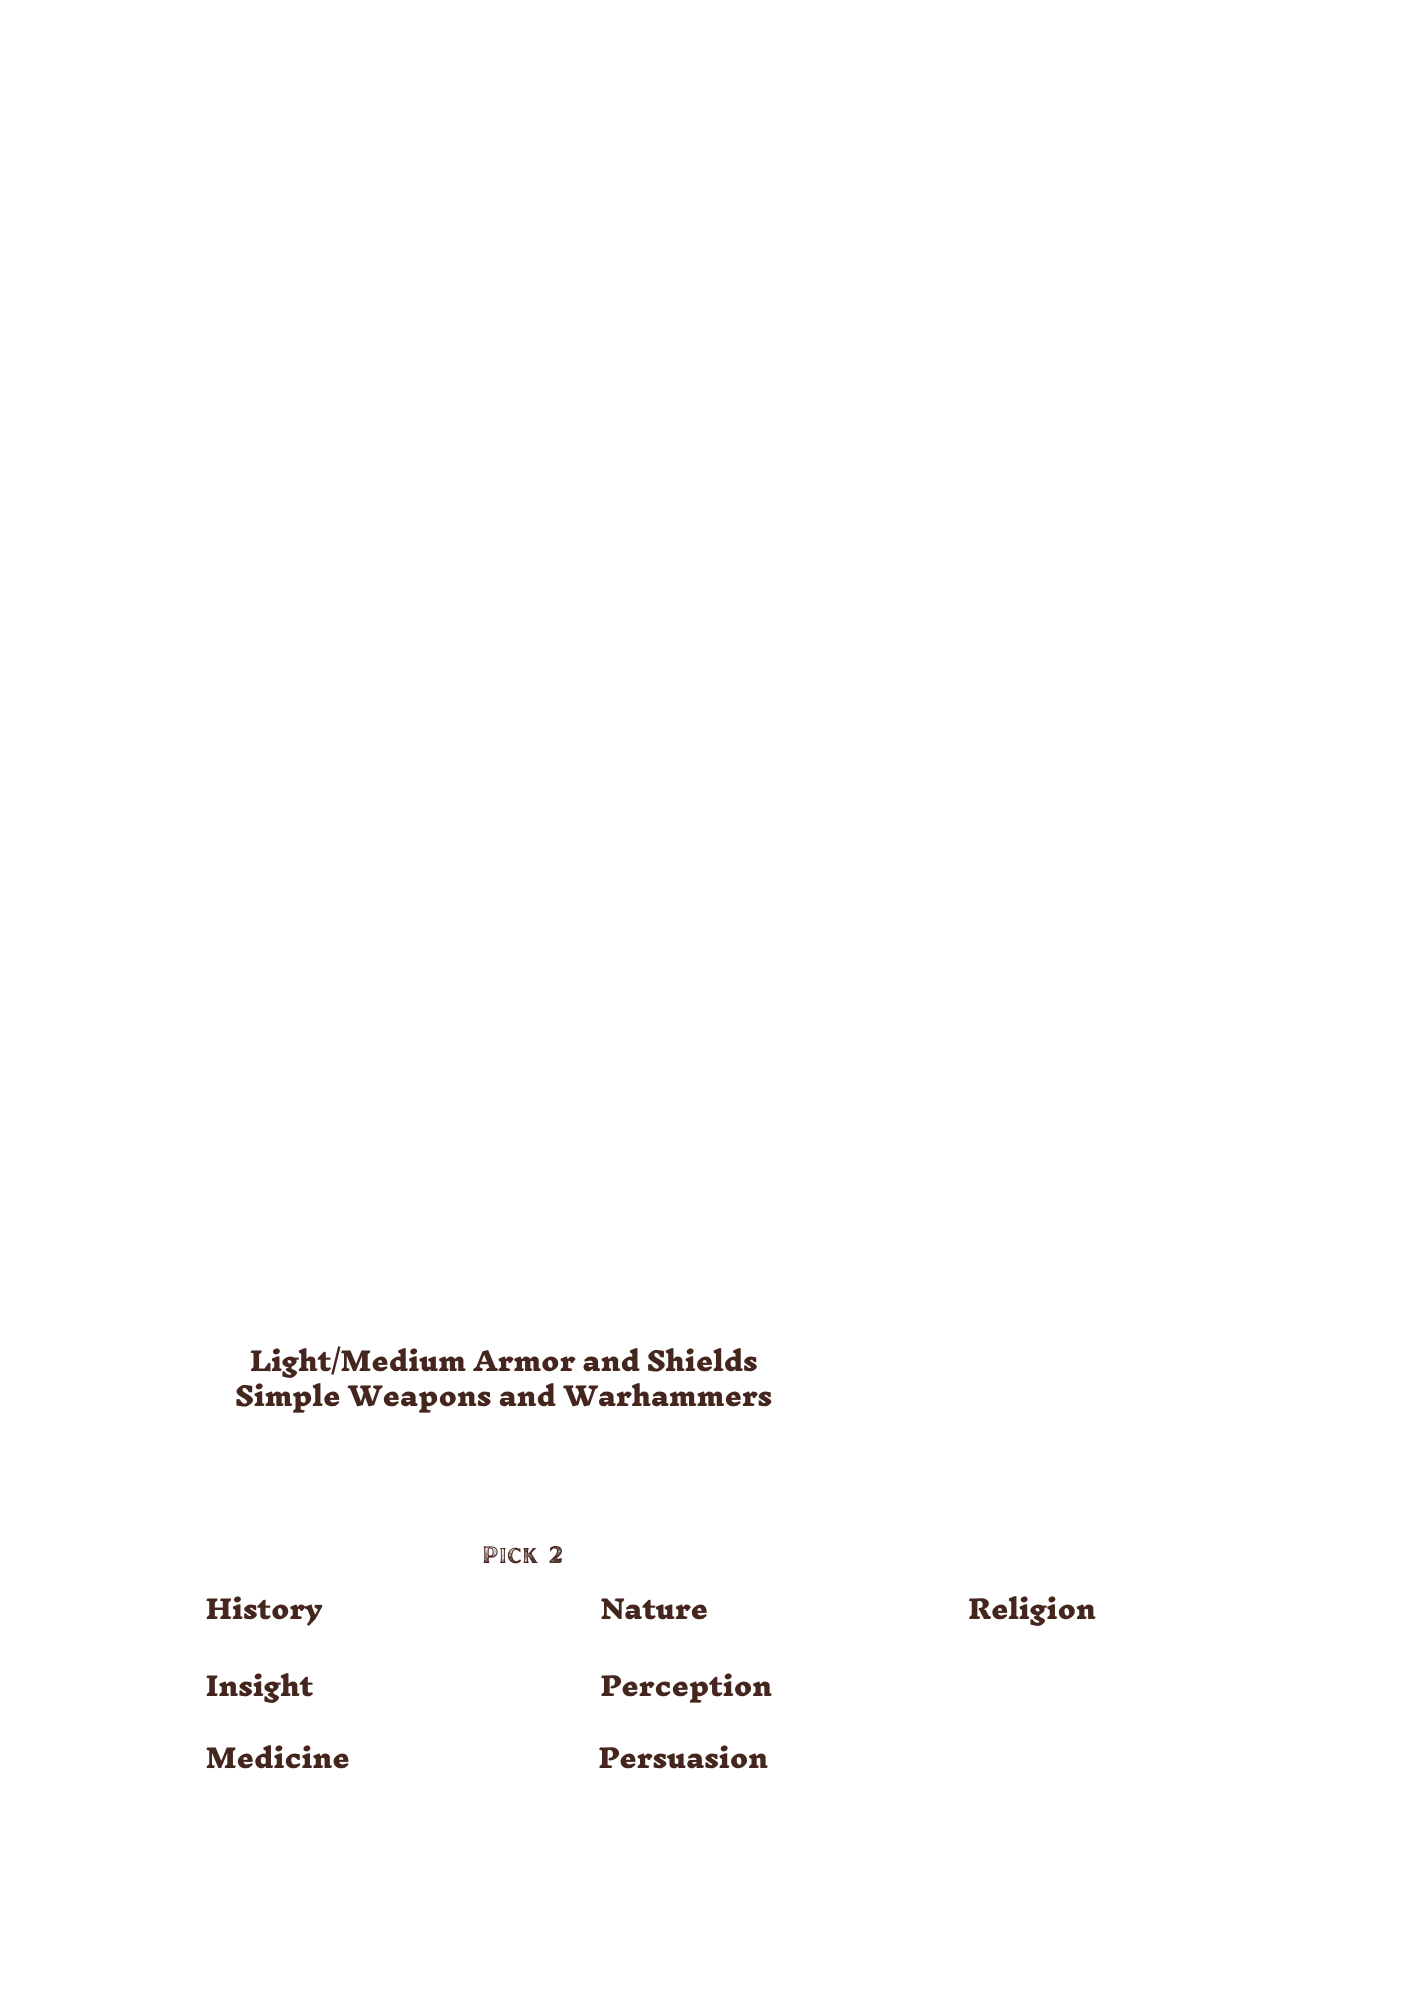 Light/Medium Armor and Shields
Simple Weapons and Warhammers
PICK 2
History Nature Religion
Insight Perception
Medicine Persuasion